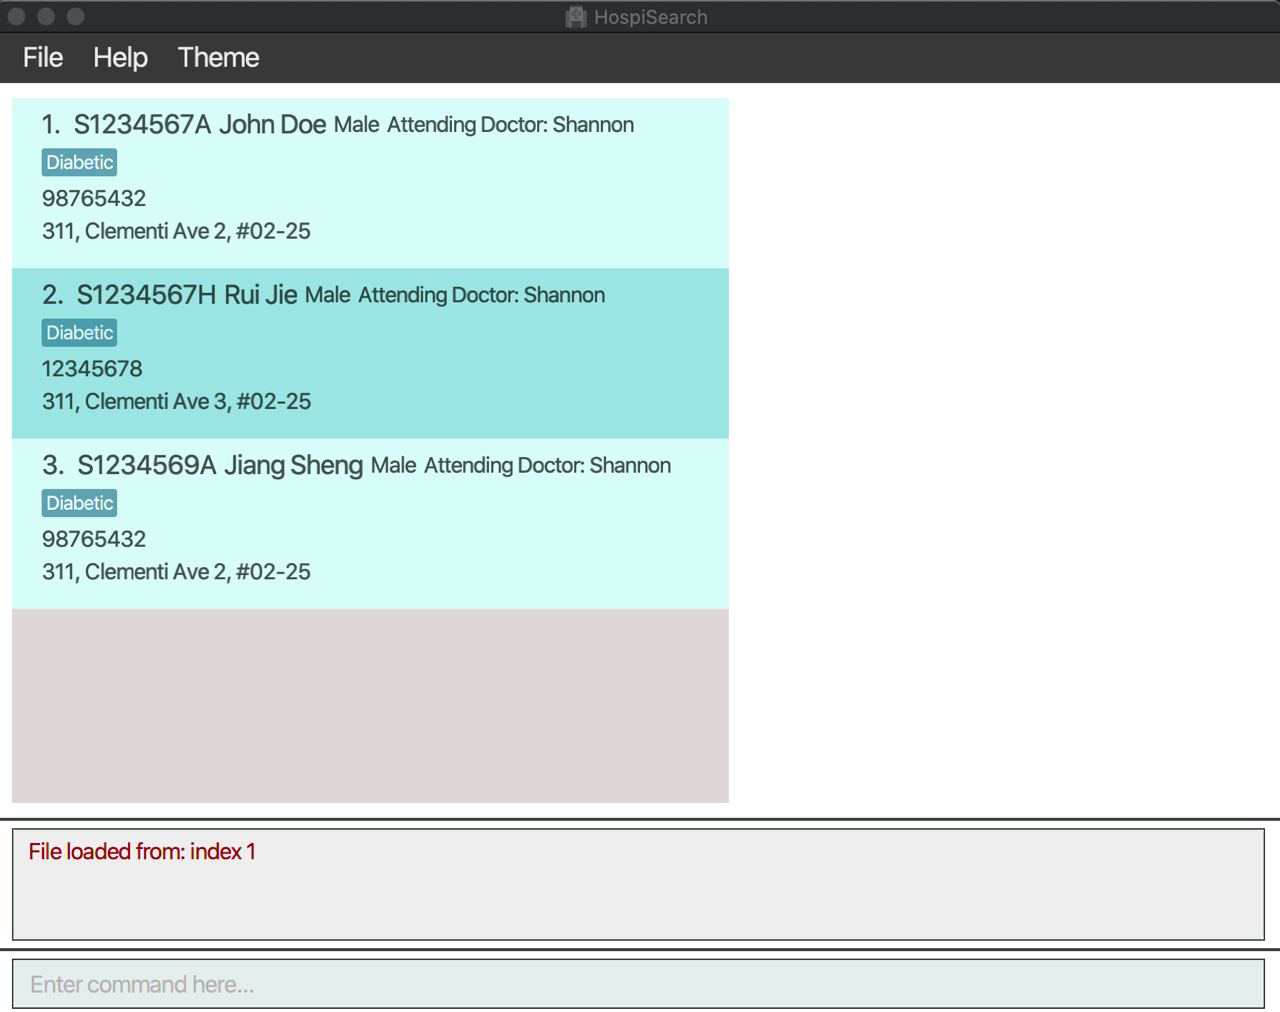 HospiSearch
File Help Theme
1. S1234567A John Doe Male Attending Doctor: Shannon
Diabetic
98765432
311, Clementi Ave 2, #02-25
2. S1234567H Rui Jie Male Attending Doctor: Shannon
Diabetic
12345678
311, Clementi Ave 3, #02-25
3. S1234569A Jiang Sheng Male Attending Doctor: Shannon
Diabetic
98765432
311, Clementi Ave 2, #02-25
File loaded from: index 1
Enter command here...